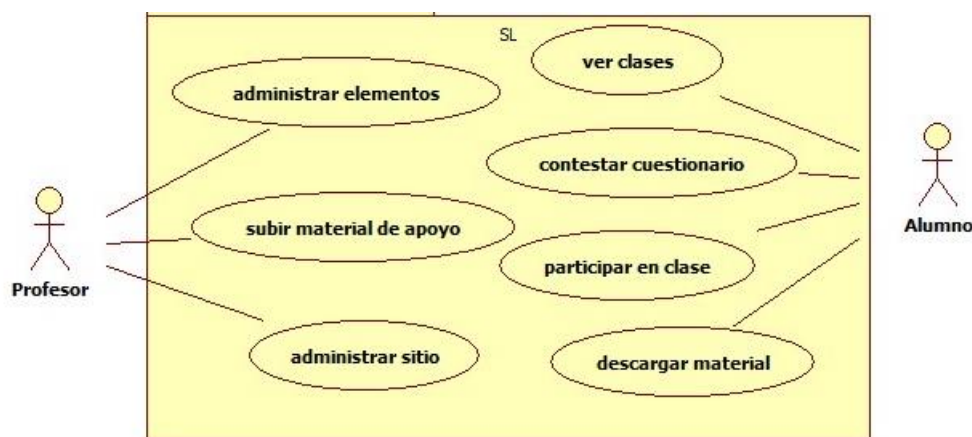 SL
ver clases
administrar elementos
contestar cuestionario
Alumno
subir material de apoyo
participar en clase
Profesor
administrar sitio
descargar material